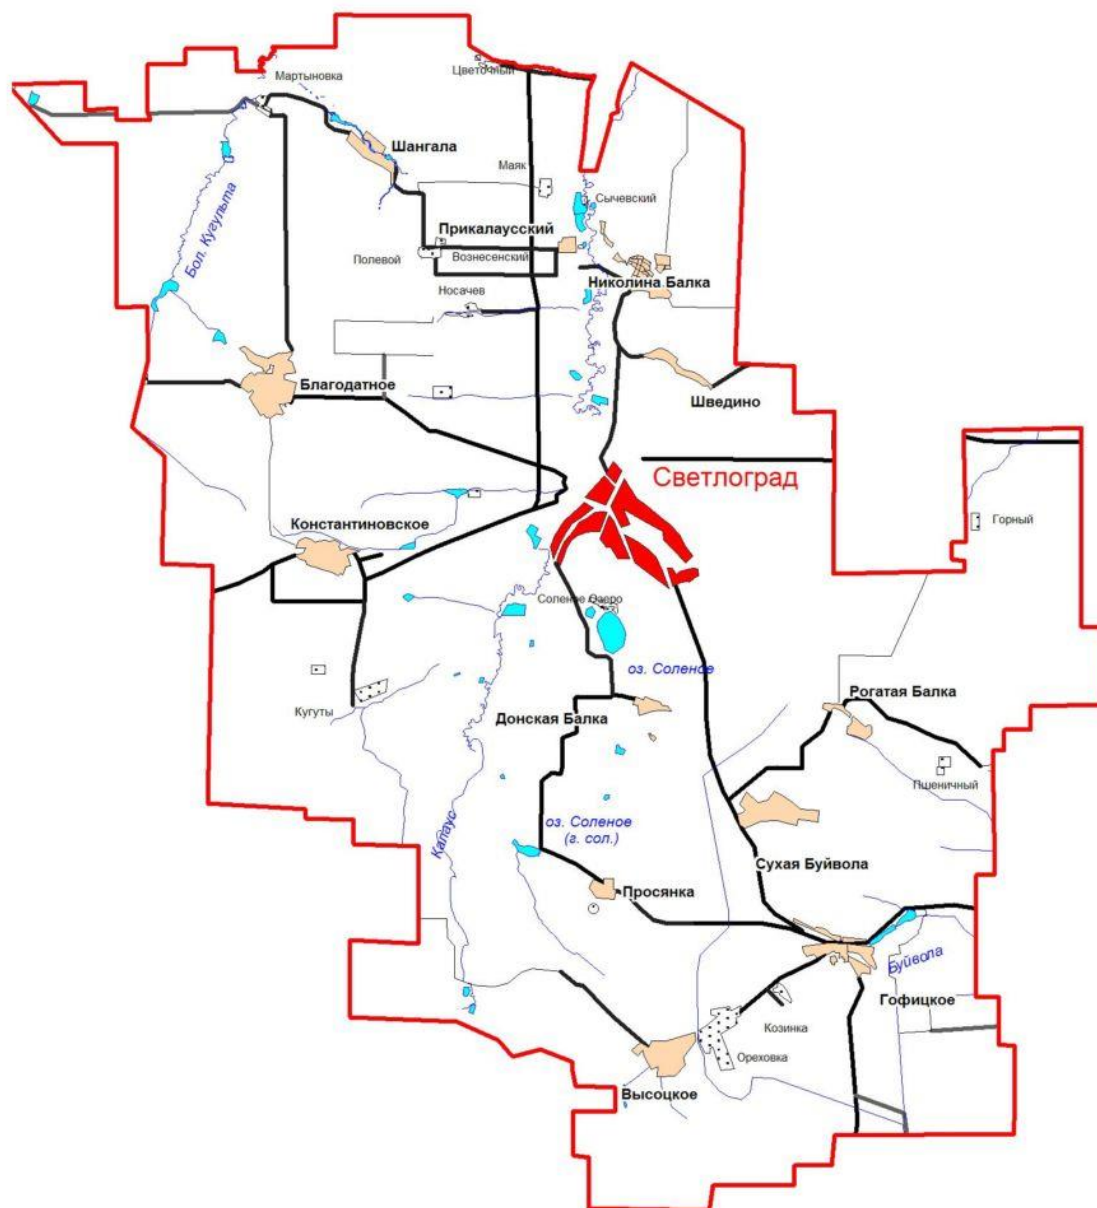 Цветочный
Мартыновка
Шангала
Маяк
Сычевский
Бол. Кугульта
Прикалаусский
Полевой
Вознесенский
Николина Балка
Носачев
Благодатное
Шведино
Светлоград
Константиновское
Горный
Соленое Озеро
оз. Соленое
Рогатая Балка
Кугуты
Донская Балка
Пшеничный
Калаус
оз. Соленое
(г. сол.)
Сухая Буйвола
Просянка
Буйвола
Гофицкое
Козинка
Ореховка
Высоцкое